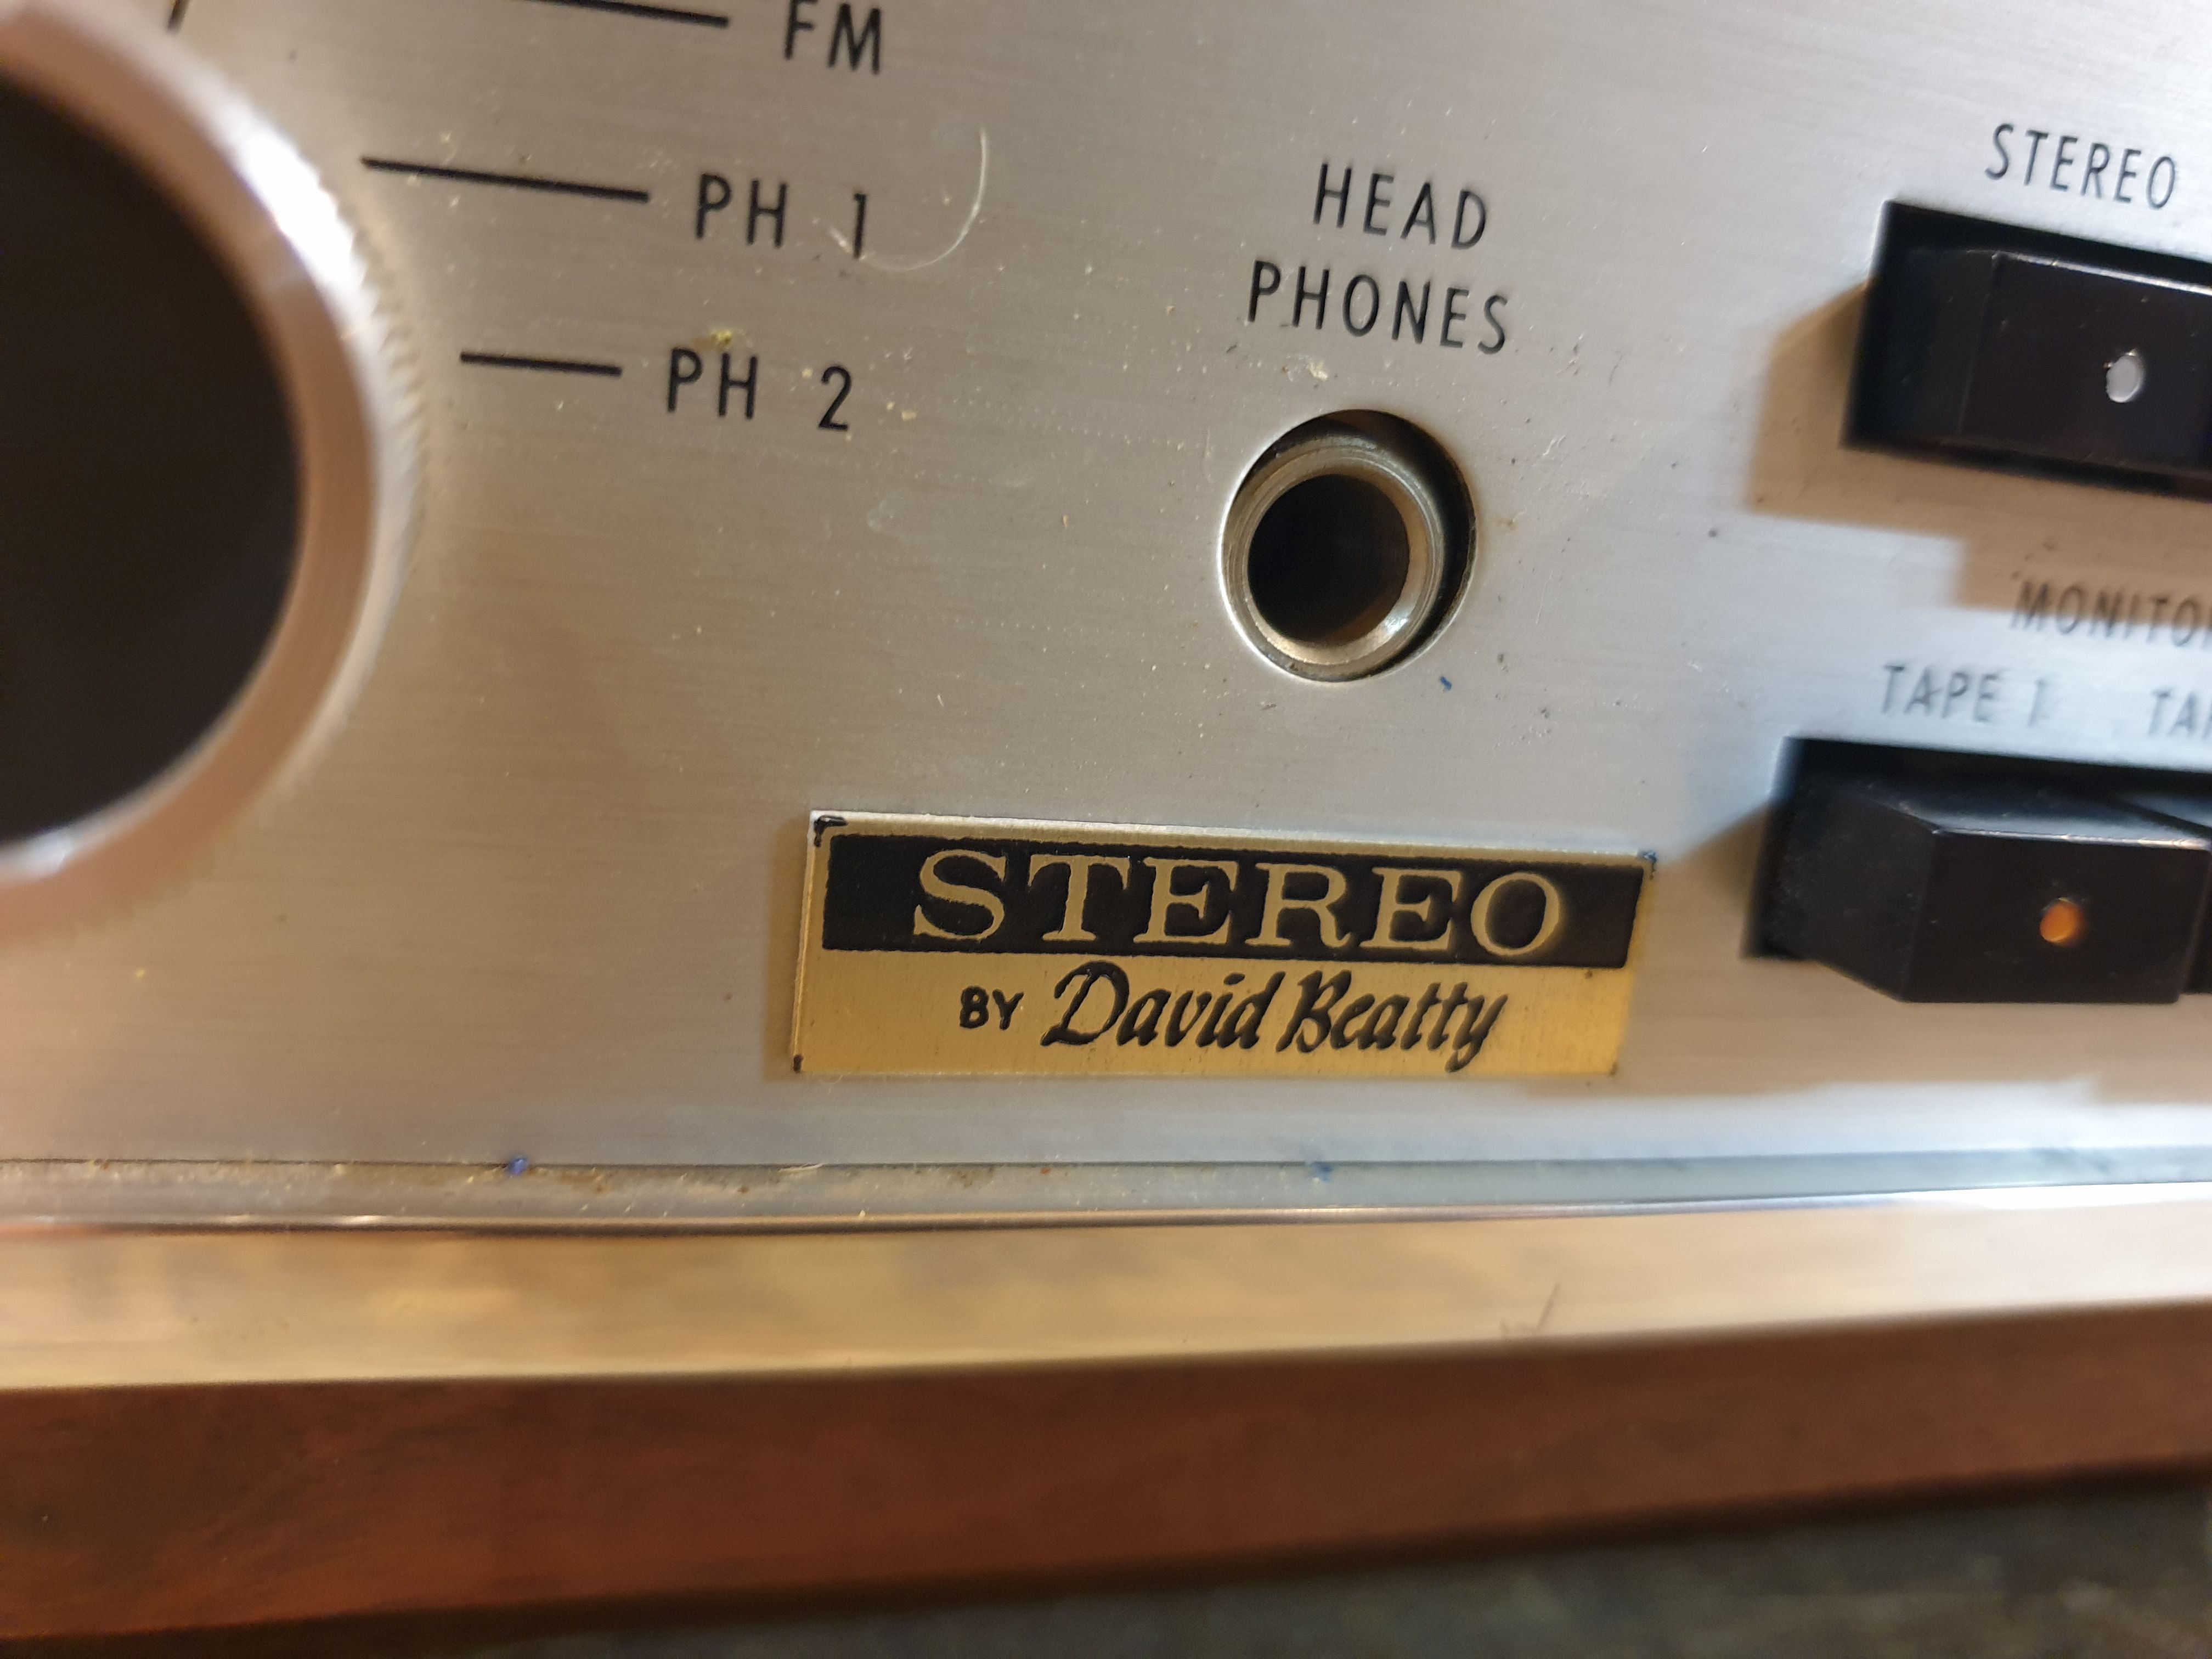 FM
PH 1
PH 2
HEAD
PHONES
STEREO
TAPE 1
STEREO
BY David Beatty